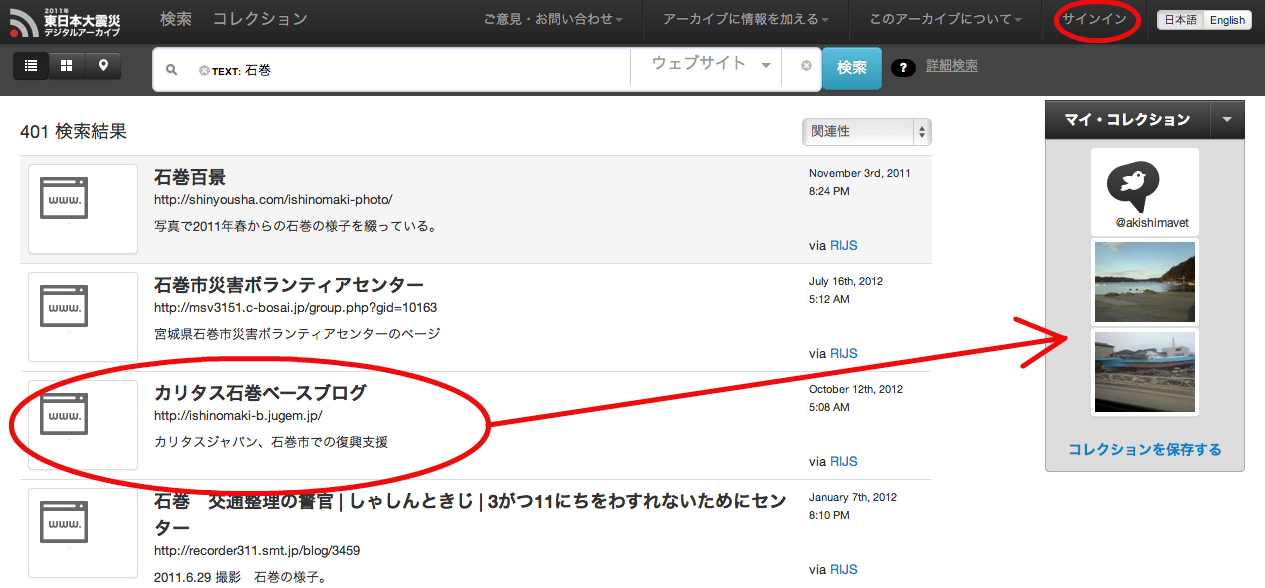 2011年
東日本大震災
デジタルアーカイブ
検索 コレクション ご意見・お問い合わせ アーカイブに情報を加える このアーカイブについて サインイン 日本語 English
TEXT: 石巻 ウェブサイト 検索 ? 詳細検索
マイ・コレクション
401 検索結果 関連性
石巻百景
http://shinyousha.com/ishinomaki-photo/
写真で2011年春からの石巻の様子を綴っている。
November 3rd, 2011
8:24 PM
via RIJS
www.
石巻市災害ボランティアセンター
http://msv3151.c-bosai.jp/group.php?gid=10163
宮城県石巻市災害ボランティアセンターのページ
July 16th, 2012
5:12 AM
via RIJS
www.
カリタス石巻ベースブログ
http://ishinomaki-b.jugem.jp/
カリタスジャパン、石巻市での復興支援
October 12th, 2012
5:08 AM
via RIJS
www.
石巻　交通整理の警官 | しゃしんときじ | 3がつ11にちをわすれないためにセン
ター
http://recorder311.smt.jp/blog/3459
2011.6.29 撮影　石巻の様子。
January 7th, 2012
8:10 PM
via RIJS
www.
@akishimavet
コレクションを保存する